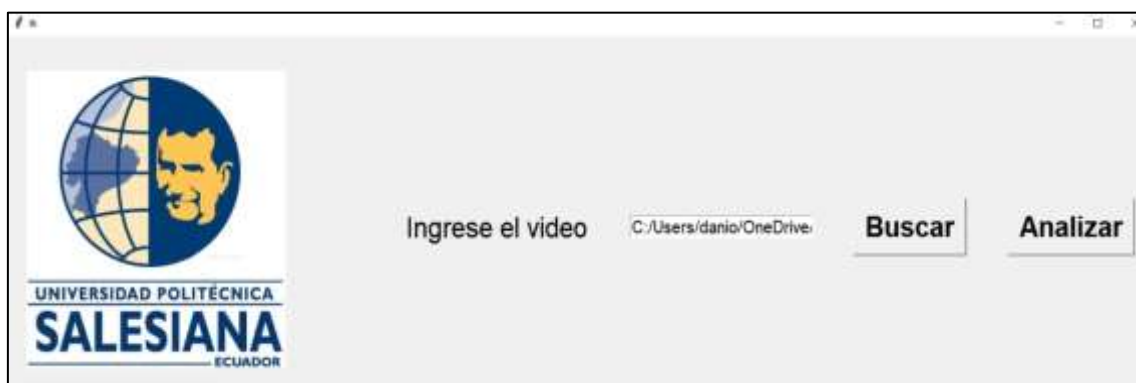 UNIVERSIDAD POLITÉCNICA
SALESIANA
ECUADOR
Ingrese el video C:/Users/danio/OneDrive/ Buscar Analizar